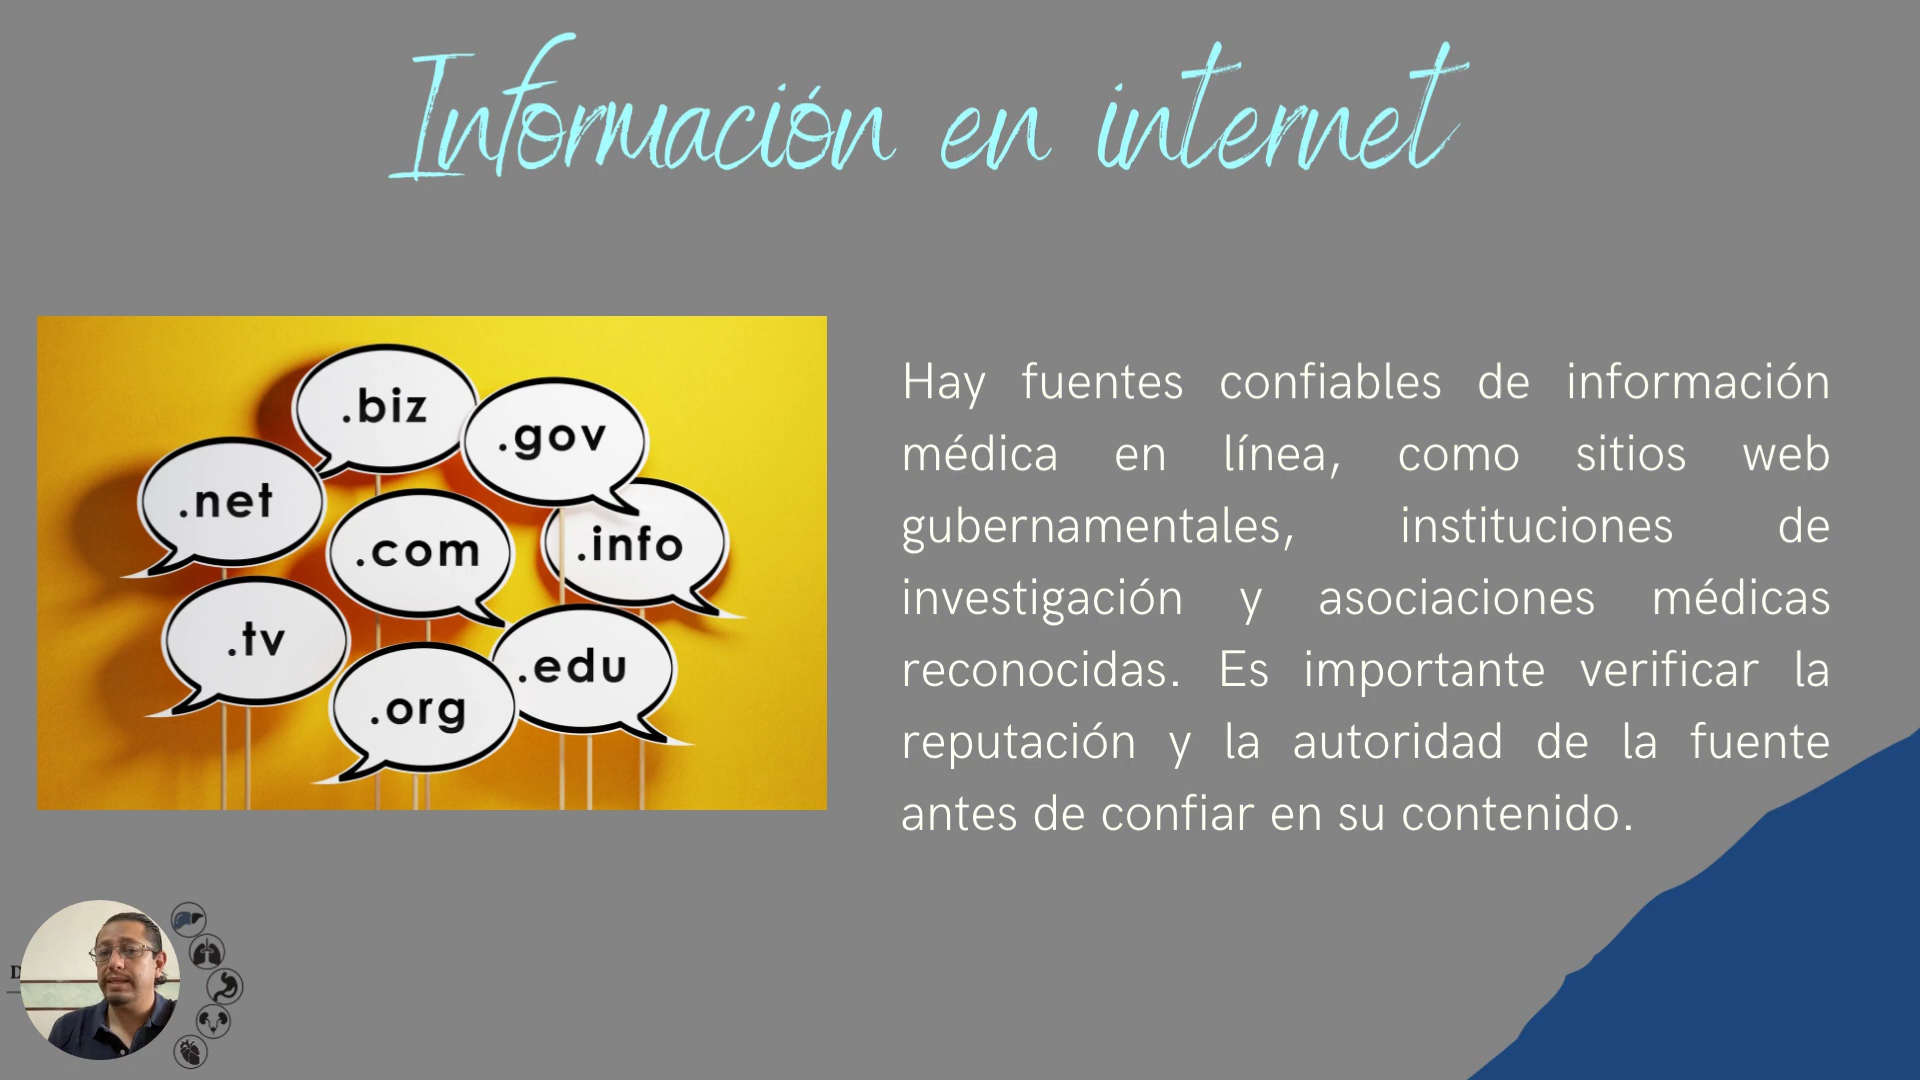 Información en internet
.biz
.gov
.net
.com
.info
.tv
.edu
.org
Hay fuentes confiables de información
médica en línea, como sitios web
gubernamentales, instituciones de
investigación y asociaciones médicas
reconocidas. Es importante verificar la
reputación y la autoridad de la fuente
antes de confiar en su contenido.